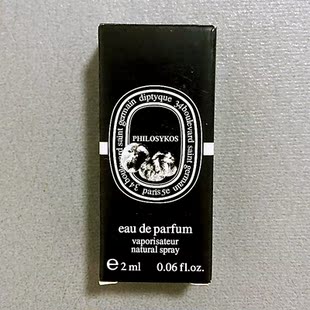 diptyque 34 boulevard saint germain
PHILOSYKOS
34 boulevard saint germain paris 5e
eau de parfum
vaporisateur
natural spray
e 2 ml 0.06 fl.oz.